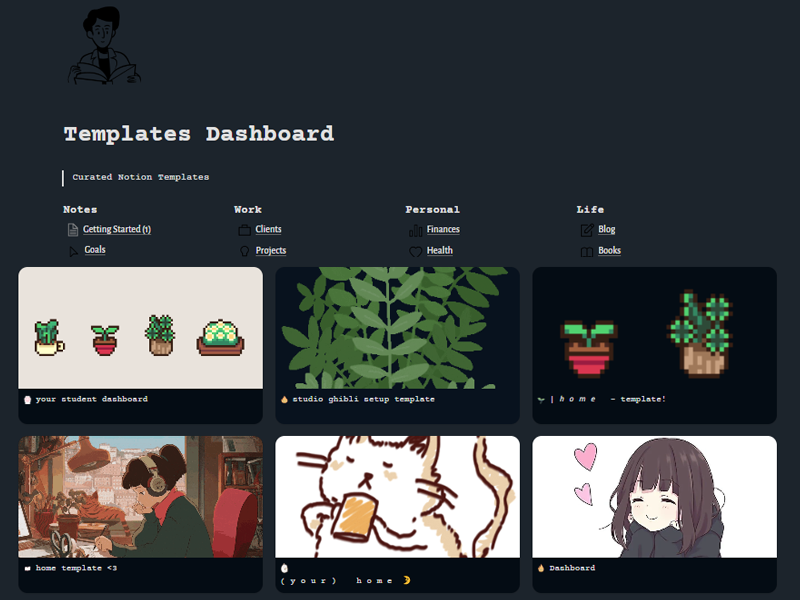 Templates Dashboard
Curated Notion Templates
Notes Work Personal Life
Getting Started (1) Clients Finances Blog
Goals Projects Health Books
your student dashboard
studio ghibli setup template
| h o m e - template!
home template <3
( y o u r ) h o m e
Dashboard